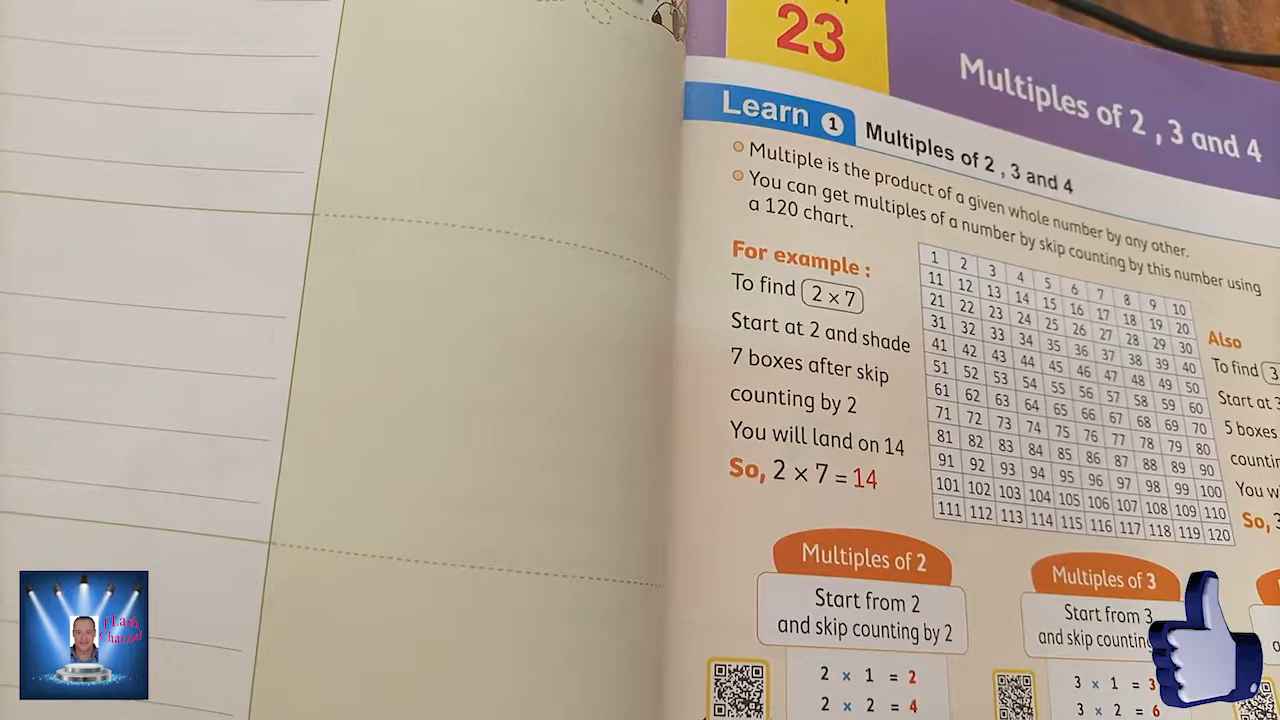 23
Multiples of 2 , 3 and 4
Learn 1 Multiples of 2 , 3 and 4
Multiple is the product of a given whole number by any other.
You can get multiples of a number by skip counting by this number using
a 120 chart.
For example :
To find 2 × 7
Start at 2 and shade
7 boxes after skip
counting by 2
You will land on 14
So, 2 × 7 = 14
1 2 3 4 5 6 7 8 9 10
11 12 13 14 15 16 17 18 19 20
21 22 23 24 25 26 27 28 29 30
31 32 33 34 35 36 37 38 39 40
41 42 43 44 45 46 47 48 49 50
51 52 53 54 55 56 57 58 59 60
61 62 63 64 65 66 67 68 69 70
71 72 73 74 75 76 77 78 79 80
81 82 83 84 85 86 87 88 89 90
91 92 93 94 95 96 97 98 99 100
101 102 103 104 105 106 107 108 109 110
111 112 113 114 115 116 117 118 119 120
Also
To find 3
Start at 3
5 boxes
You
So, 3
Multiples of 2
Start from 2
and skip counting by 2
2 × 1 = 2
2 × 2 = 4
Multiples of 3
Start from 3
and skip counting
3 × 1 = 3
3 × 2 = 6
fLash
Channel